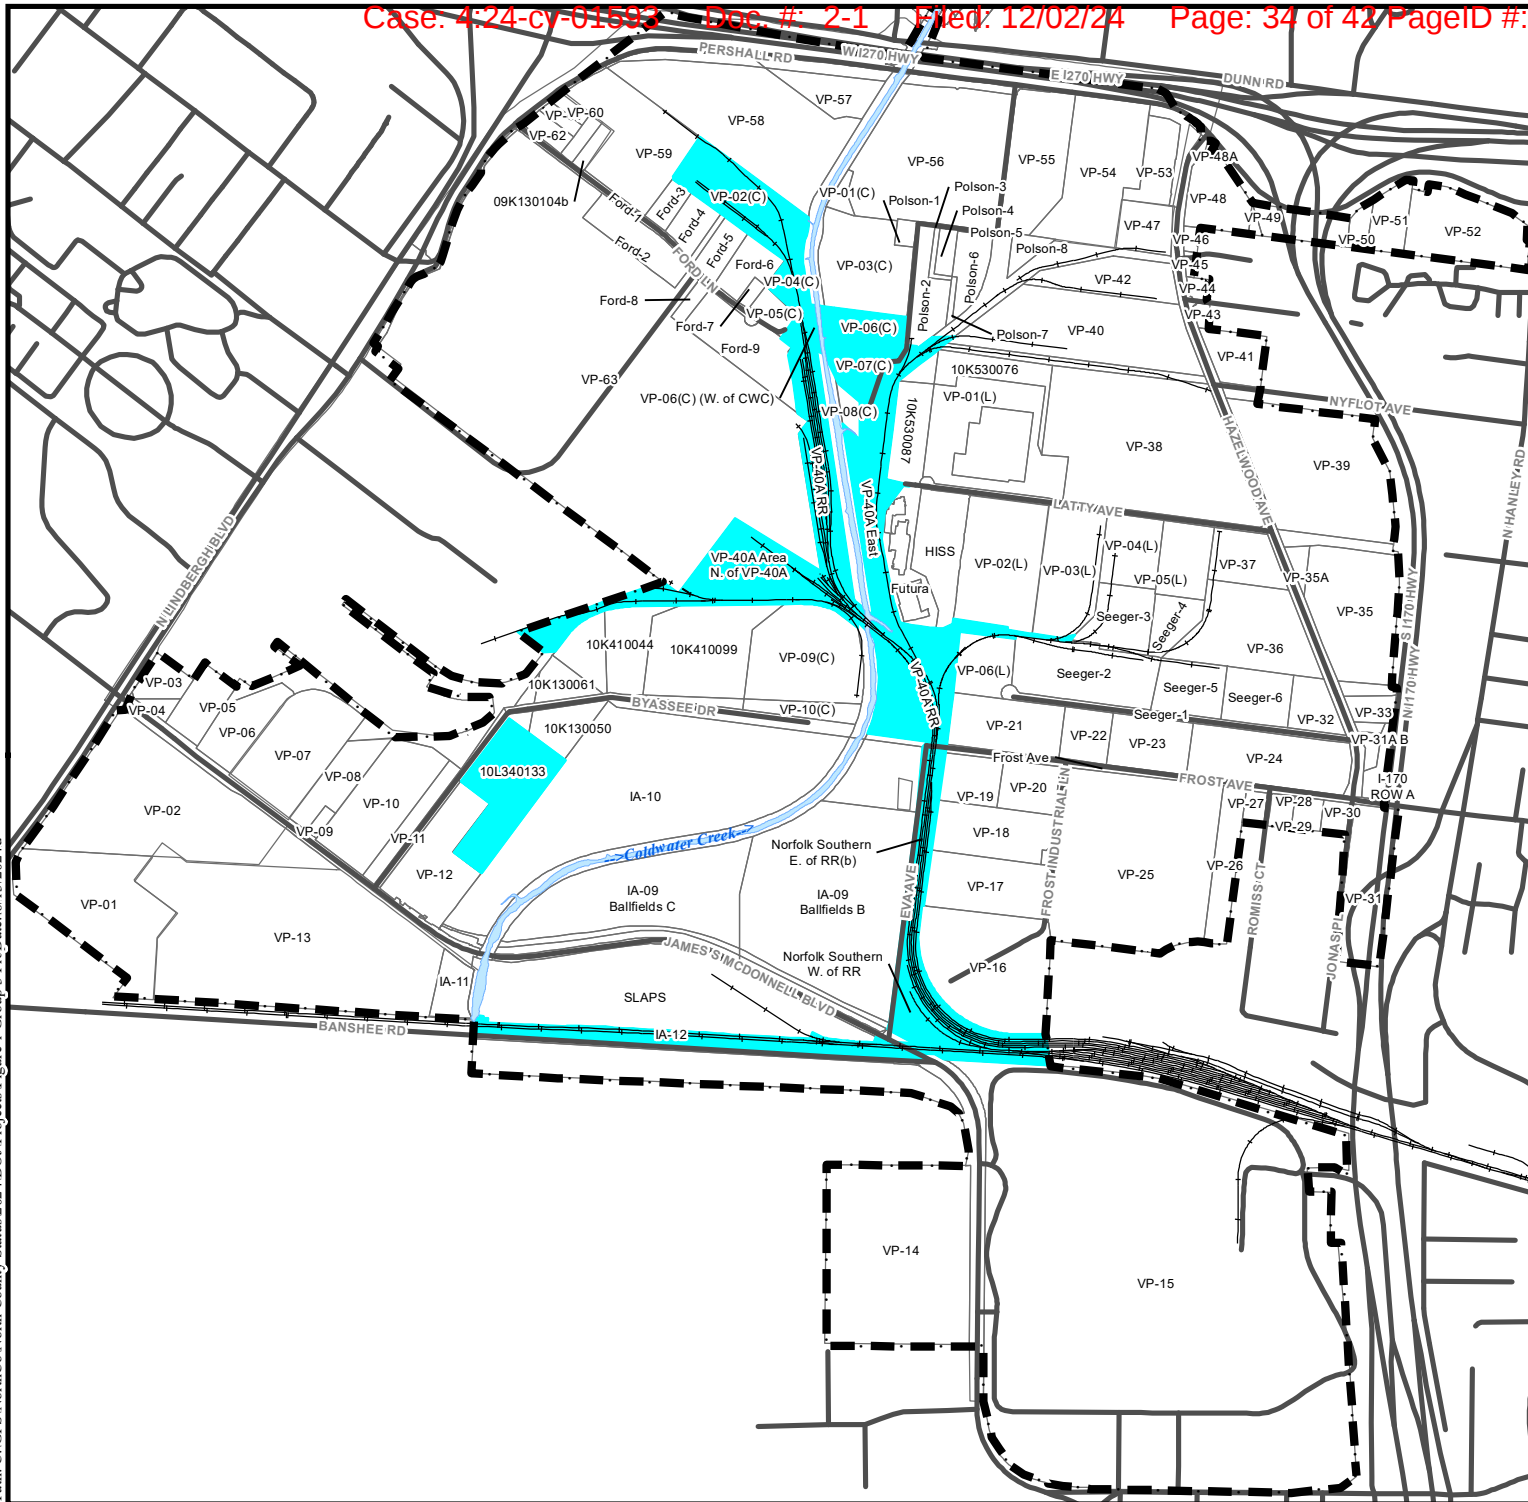 Case: 4:24-cv-01593 Doc. #: 2-1 Filed: 12/02/24 Page: 34 of 42 PageID #:
PERSHALL RD
W I270 HWY
E I270 HWY
DUNN RD
VP-57
VP-58
VP-60
VP-62
VP-59
VP-56
VP-55
VP-54
VP-53
VP-48A
VP-48
VP-49
VP-50
VP-51
VP-52
09K130104b
Ford-1
Ford-3
Ford-4
Ford-5
Ford-2
Ford-6
FORD LN
Ford-8
Ford-7
Ford-9
VP-02(C)
VP-01(C)
Polson-1
Polson-3
Polson-4
Polson-5
Polson-8
Polson-6
Polson-2
Polson-7
VP-47
VP-46
VP-45
VP-44
VP-43
VP-42
VP-41
VP-40
VP-03(C)
VP-04(C)
VP-05(C)
VP-06(C)
VP-07(C)
VP-08(C)
VP-06(C) (W. of CWC)
VP-63
10K530076
VP-01(L)
10K530087
VP-38
VP-39
NYFLOT AVE
HAZELWOOD AVE
N HANLEY RD
N LINDBERGH BLVD
VP-40A RR
VP-40A East
LATTY AVE
VP-40A Area
N. of VP-40A
HISS
Futura
VP-02(L)
VP-03(L)
VP-04(L)
VP-05(L)
VP-37
VP-35A
VP-35
Seeger-3
Seeger-4
VP-36
S I170 HWY
N I170 HWY
10K410044
10K410099
VP-09(C)
VP-06(L)
Seeger-2
Seeger-5
Seeger-6
VP-40A RR
VP-03
VP-04
VP-05
VP-06
VP-07
VP-08
VP-10
VP-09
VP-11
VP-12
VP-02
10K130061
BYASSEE DR
VP-10(C)
10K130050
10L340133
IA-10
VP-21
VP-22
VP-23
Seeger-1
VP-32
VP-33
VP-31A B
VP-24
Frost Ave
FROST AVE
I-170
ROW A
VP-19
VP-20
VP-27
VP-28
VP-29
VP-30
VP-18
VP-17
VP-25
VP-26
VP-31
EVA AVE
FROST INDUSTRIAL LN
ROMISS CT
JONAS PL
-->Coldwater Creek-->
Norfolk Southern
E. of RR(b)
IA-09
Ballfields C
IA-09
Ballfields B
VP-01
VP-13
IA-11
JAMES S MCDONNELL BLVD
Norfolk Southern
W. of RR
VP-16
SLAPS
BANSHEE RD
IA-12
VP-14
VP-15